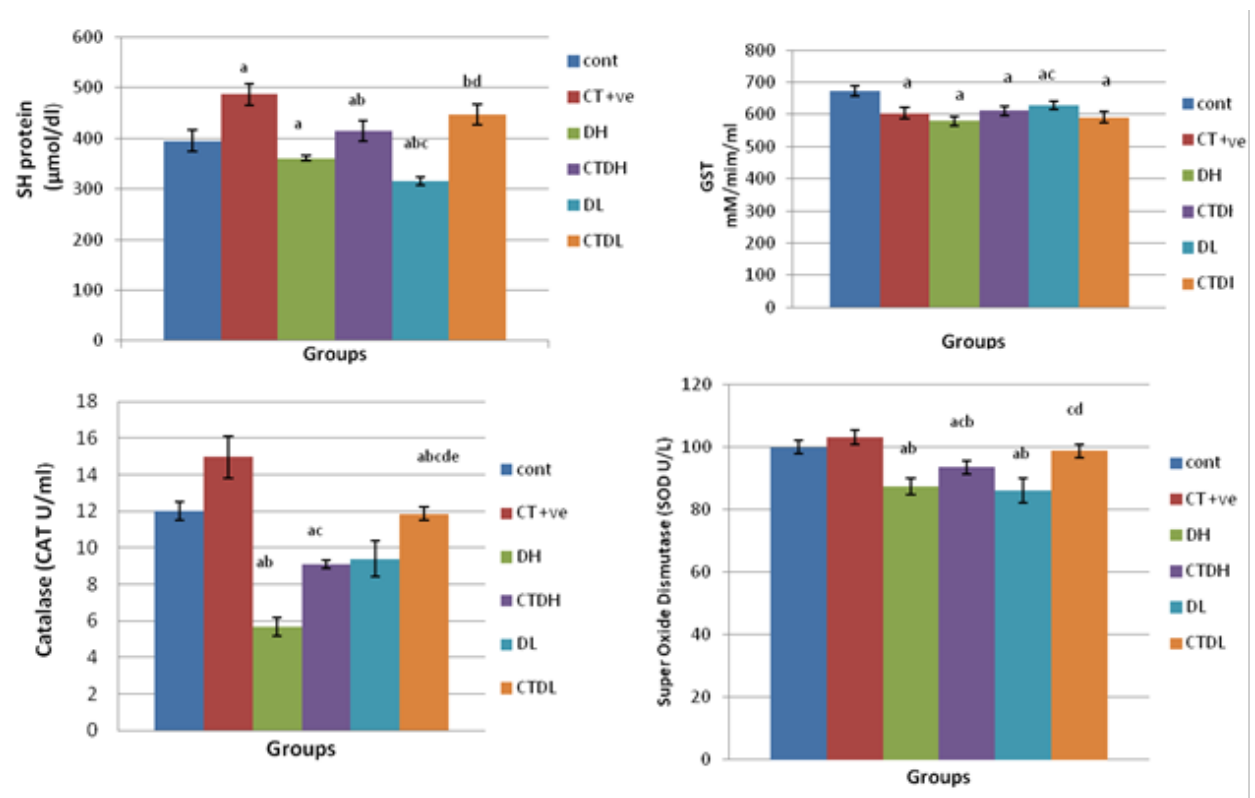 SH protein
(µmol/dl)
600
500
400
300
200
100
0
a
a
ab
abc
bd
Groups
cont
CT +ve
DH
CTDH
DL
CTDL
GST
mM/mim/ml
800
700
600
500
400
300
200
100
0
a
a
a
ac
a
Groups
cont
CT +ve
DH
CTDI
DL
CTDI
Catalase (CAT U/ml)
18
16
14
12
10
8
6
4
2
0
ab
ac
abcde
Groups
cont
CT +ve
DH
CTDH
DL
CTDL
Super Oxide Dismutase (SOD U/L)
120
100
80
60
40
20
0
ab
acb
ab
cd
Groups
cont
CT +ve
DH
CTDH
DL
CTDL